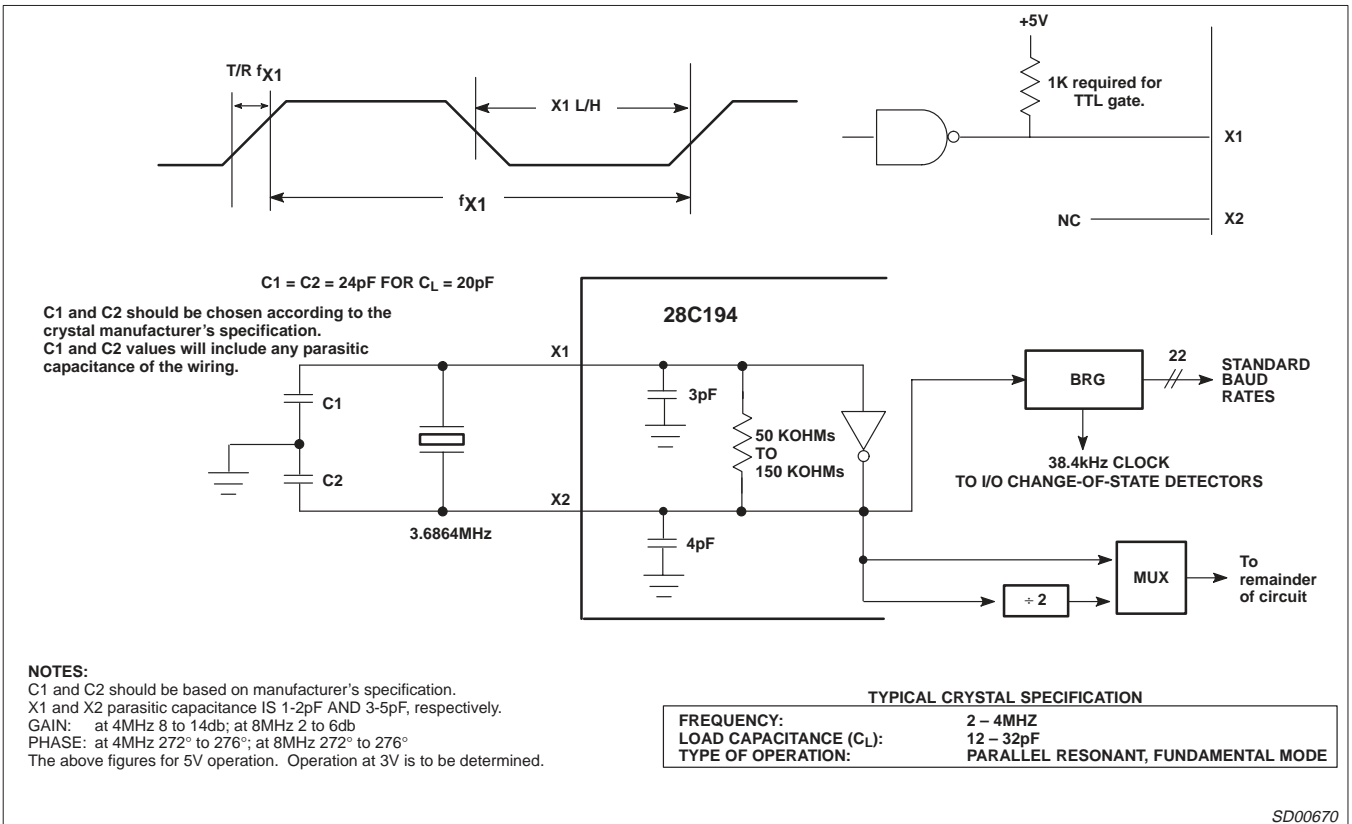 T/R fX1
X1 L/H
fX1
+5V
1K required for
TTL gate.
X1
NC
X2
C1 = C2 = 24pF FOR CL = 20pF
C1 and C2 should be chosen according to the
crystal manufacturer's specification.
C1 and C2 values will include any parasitic
capacitance of the wiring.
28C194
X1
C1
C2
3.6864MHz
X2
3pF
50 KOHMs
TO
150 KOHMs
4pF
BRG
22
STANDARD
BAUD
RATES
38.4kHz CLOCK
TO I/O CHANGE-OF-STATE DETECTORS
÷ 2
MUX
To
remainder
of circuit
NOTES:
C1 and C2 should be based on manufacturer's specification.
X1 and X2 parasitic capacitance IS 1-2pF AND 3-5pF, respectively.
GAIN: at 4MHz 8 to 14db; at 8MHz 2 to 6db
PHASE: at 4MHz 272° to 276°; at 8MHz 272° to 276°
The above figures for 5V operation. Operation at 3V is to be determined.
TYPICAL CRYSTAL SPECIFICATION
FREQUENCY: 2 – 4MHZ
LOAD CAPACITANCE (CL): 12 – 32pF
TYPE OF OPERATION: PARALLEL RESONANT, FUNDAMENTAL MODE
SD00670